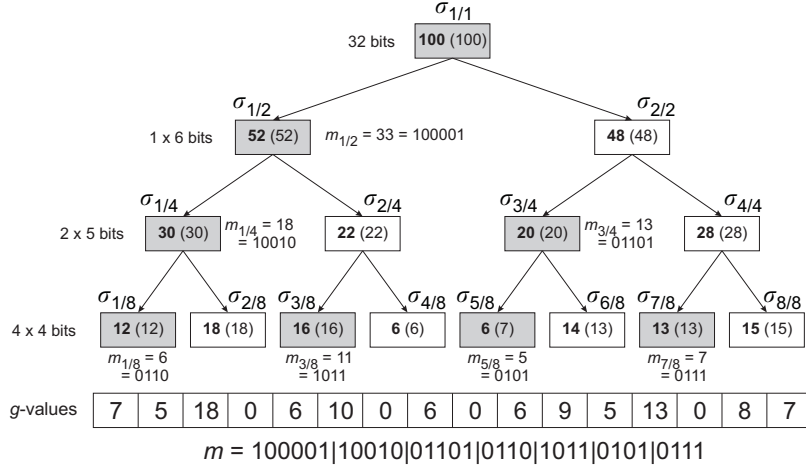 σ1/1
32 bits 100 (100)
σ1/2 σ2/2
1 x 6 bits 52 (52) m1/2 = 33 = 100001 48 (48)
σ1/4 σ2/4 σ3/4 σ4/4
2 x 5 bits 30 (30) m1/4 = 18 = 10010 22 (22) 20 (20) m3/4 = 13 = 01101 28 (28)
σ1/8 σ2/8 σ3/8 σ4/8 σ5/8 σ6/8 σ7/8 σ8/8
4 x 4 bits 12 (12) 18 (18) 16 (16) 6 (6) 6 (7) 14 (13) 13 (13) 15 (15)
m1/8 = 6 m3/8 = 11 m5/8 = 5 m7/8 = 7
= 0110 = 1011 = 0101 = 0111
g-values 7 5 18 0 6 10 0 6 0 6 9 5 13 0 8 7
m = 100001|10010|01101|0110|1011|0101|0111